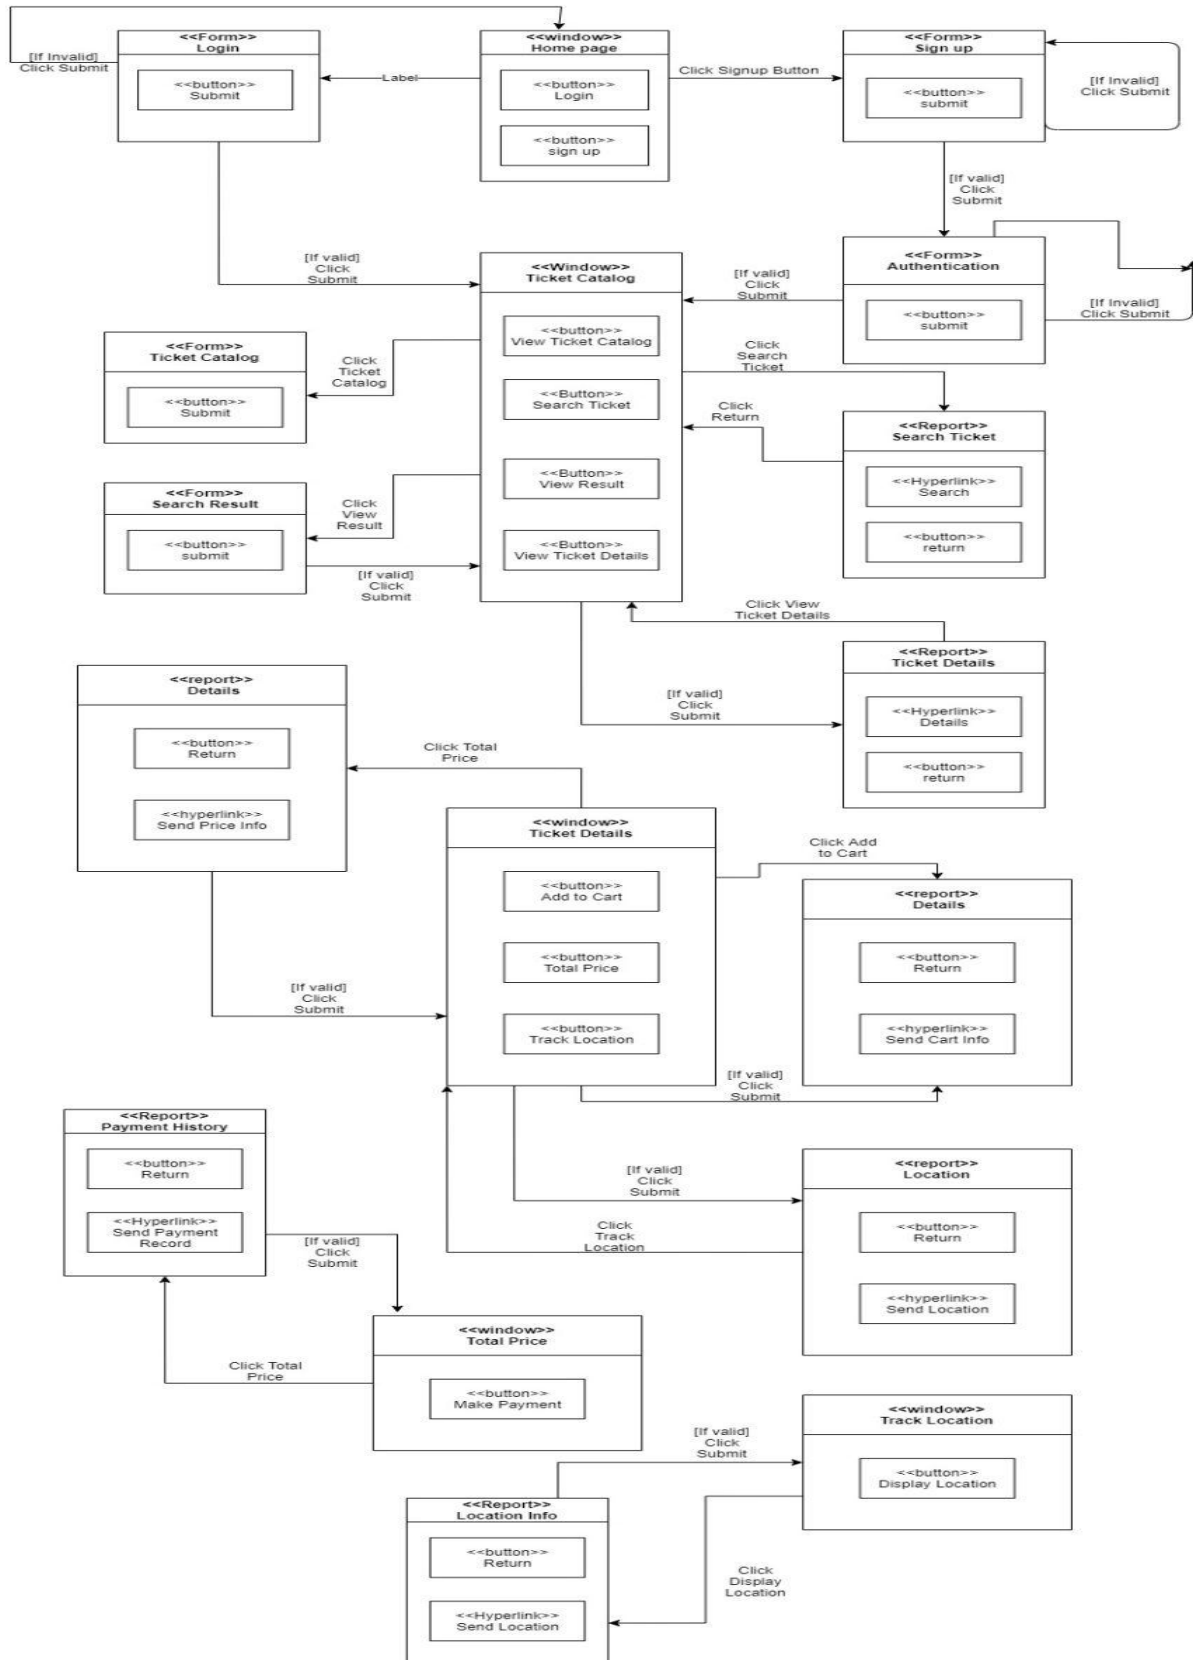 <<Form>>
Login
<<button>>
Submit
[If Invalid]
Click Submit
Label
<<window>>
Home page
<<button>>
Login
<<button>>
sign up
Click Signup Button
<<Form>>
Sign up
<<button>>
submit
[If Invalid]
Click Submit
[If valid]
Click
Submit
[If valid]
Click
Submit
<<Window>>
Ticket Catalog
<<button>>
View Ticket Catalog
<<Button>>
Search Ticket
<<Button>>
View Result
<<Button>>
View Ticket Details
[If valid]
Click
Submit
<<Form>>
Authentication
<<button>>
submit
[If Invalid]
Click Submit
<<Form>>
Ticket Catalog
<<button>>
Submit
Click
Ticket
Catalog
Click
Search
Ticket
Click
Return
<<Report>>
Search Ticket
<<Hyperlink>>
Search
<<button>>
return
<<Form>>
Search Result
<<button>>
submit
Click
View
Result
[If valid]
Click
Submit
Click View
Ticket Details
[If valid]
Click
Submit
<<Report>>
Ticket Details
<<Hyperlink>>
Details
<<button>>
return
<<report>>
Details
<<button>>
Return
<<hyperlink>>
Send Price Info
Click Total
Price
<<window>>
Ticket Details
<<button>>
Add to Cart
<<button>>
Total Price
<<button>>
Track Location
Click Add
to Cart
<<report>>
Details
<<button>>
Return
<<hyperlink>>
Send Cart Info
[If valid]
Click
Submit
[If valid]
Click
Submit
<<Report>>
Payment History
<<button>>
Return
<<Hyperlink>>
Send Payment
Record
[If valid]
Click
Submit
[If valid]
Click
Submit
Click
Track
Location
<<report>>
Location
<<button>>
Return
<<hyperlink>>
Send Location
Click Total
Price
<<window>>
Total Price
<<button>>
Make Payment
[If valid]
Click
Submit
<<window>>
Track Location
<<button>>
Display Location
<<Report>>
Location Info
<<button>>
Return
<<Hyperlink>>
Send Location
Click
Display
Location